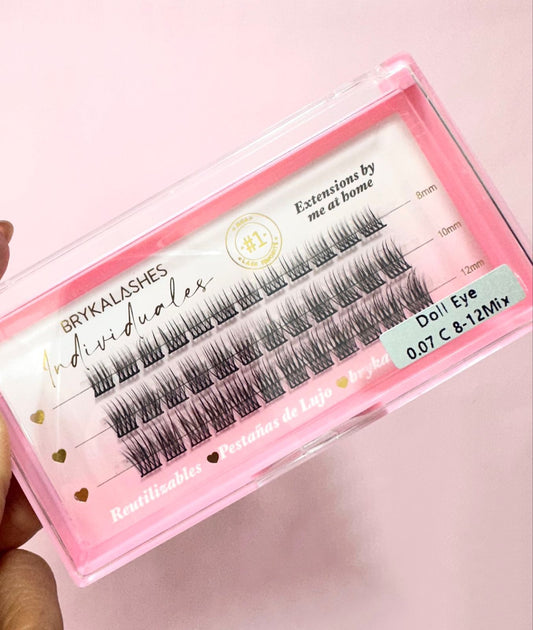 BRYKALASHES
Individuales
#1
Extensions by
me at home
8mm
10mm
12mm
Doll Eye
0.07 C 8-12Mix
Reutilizables Pestañas de Lujo bryka